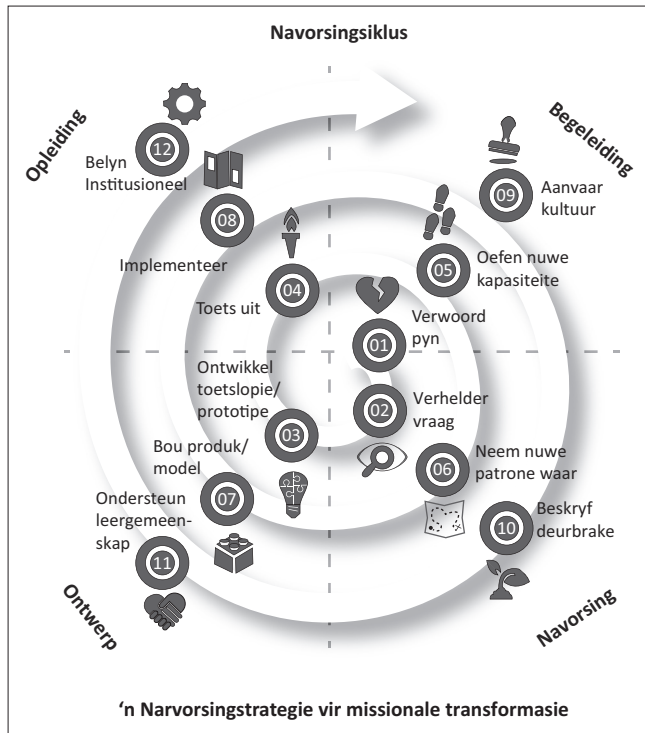 Navorsingsiklus
Opleiding
Begeleiding
12
Belyn
Institusioneel
08
Implementeer
04
Toets uit
09
Aanvaar
kultuur
05
Oefen nuwe
kapasiteite
01
Verwoord
pyn
02
Verhelder
vraag
03
Ontwikkel
toetslopie/
prototipe
06
Neem nuwe
patrone waar
07
Bou produk/
model
10
Beskryf
deurbrake
11
Ondersteun
leergemeen-
skap
Ontwerp
Navorsing
‘n Narvorsingstrategie vir missionale transformasie